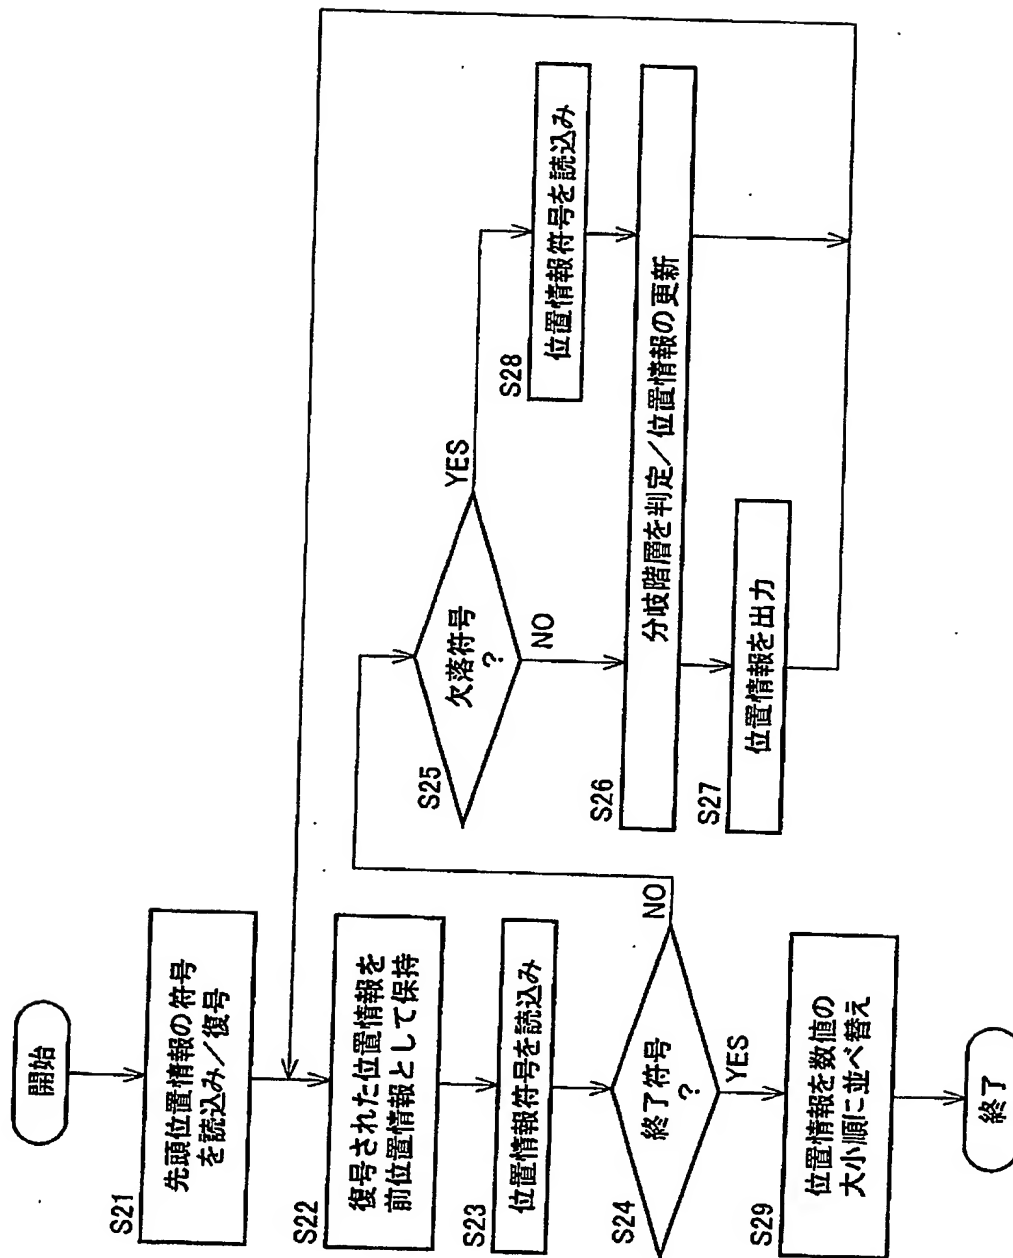 開始
S21
先頭位置情報の符号
を読込み/復号
S22
復号された位置情報を
前位置情報として保持
S23
位置情報符号を読込み
S24
終了符号
?
NO
YES
S29
位置情報を数値の
大小順に並べ替え
終了
S25
欠落符号
?
YES
NO
S28
位置情報符号を読込み
S26
分岐階層を判定/位置情報の更新
S27
位置情報を出力